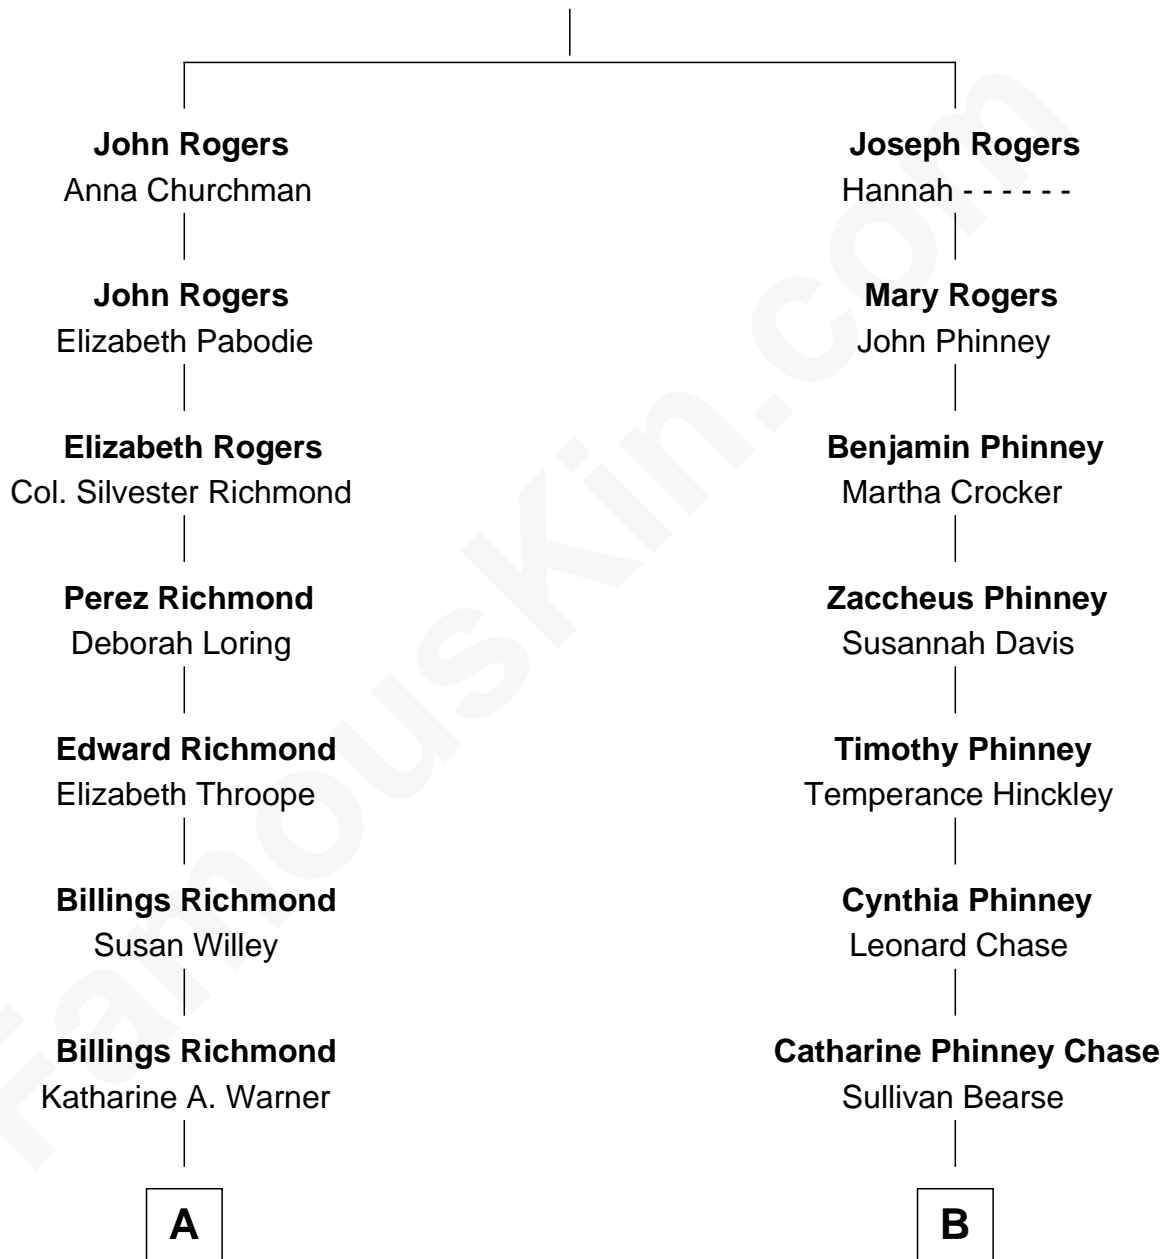 John Rogers
Anna Churchman
John Rogers
Elizabeth Pabodie
Elizabeth Rogers
Col. Silvester Richmond
Perez Richmond
Deborah Loring
Edward Richmond
Elizabeth Throope
Billings Richmond
Susan Willey
Billings Richmond
Katharine A. Warner
A
Joseph Rogers
Hannah - - - - - -
Mary Rogers
John Phinney
Benjamin Phinney
Martha Crocker
Zaccheus Phinney
Susannah Davis
Timothy Phinney
Temperance Hinckley
Cynthia Phinney
Leonard Chase
Catharine Phinney Chase
Sullivan Bearse
B
FamousKin.com